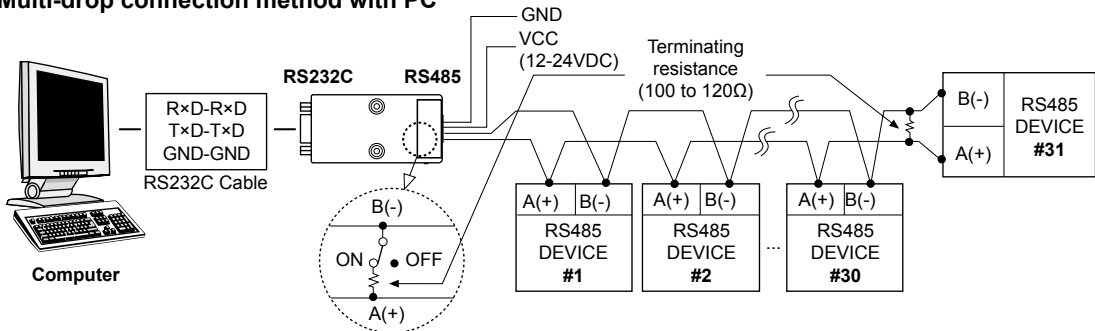 Multi-drop connection method with PC
GND
VCC
(12-24VDC)
Terminating
resistance
(100 to 120Ω)
RS232C
RS485
R×D-R×D
T×D-T×D
GND-GND
RS232C Cable
Computer
B(-)
ON
OFF
A(+)
A(+)
B(-)
RS485
DEVICE
#1
A(+)
B(-)
RS485
DEVICE
#2
...
A(+)
B(-)
RS485
DEVICE
#30
B(-)
A(+)
RS485
DEVICE
#31